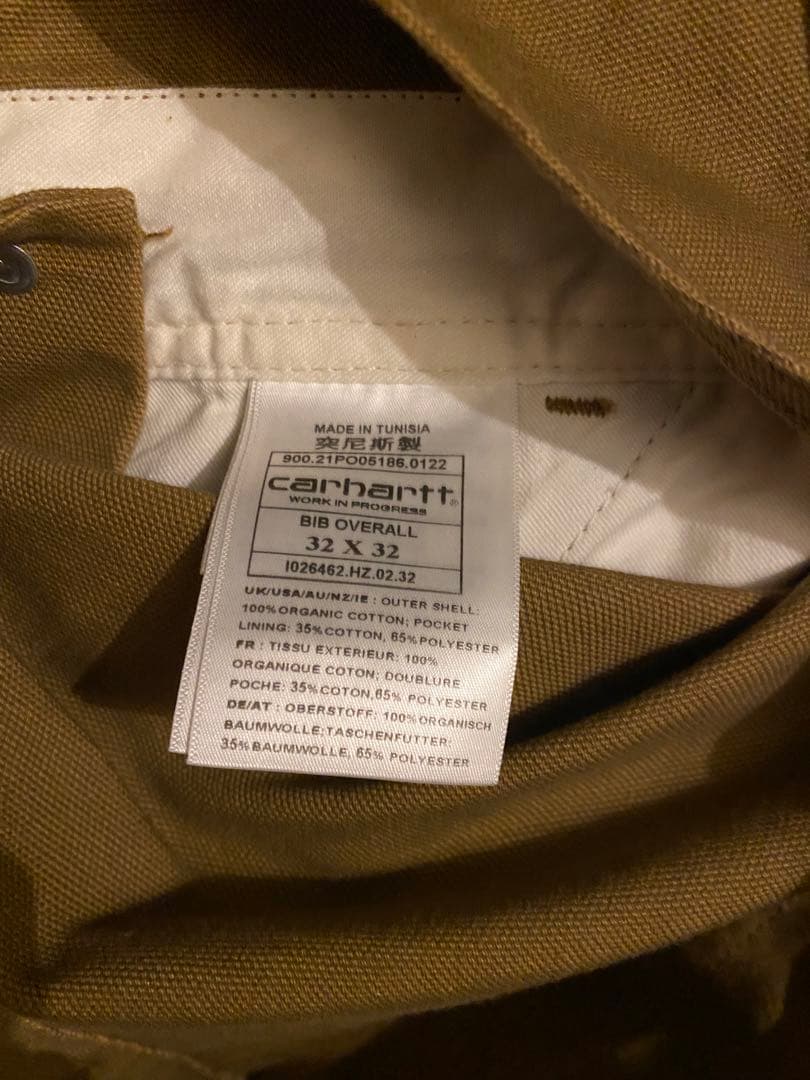 MADE IN TUNISIA
突尼斯製
900.21PO05186.0122
carhartt®
WORK IN PROGRESS
BIB OVERALL
32 X 32
I026462.HZ.02.32
UK/USA/AU/NZ/IE : OUTER SHELL:
100%ORGANIC COTTON; POCKET
LINING: 35%COTTON, 65%POLYESTER
FR : TISSU EXTERIEUR: 100%
ORGANIQUE COTON; DOUBLURE
POCHE: 35%COTON,65% POLYESTER
DE/AT : OBERSTOFF: 100%ORGANISCH
BAUMWOLLE;TASCHENFUTTER:
35%BAUMWOLLE, 65% POLYESTER